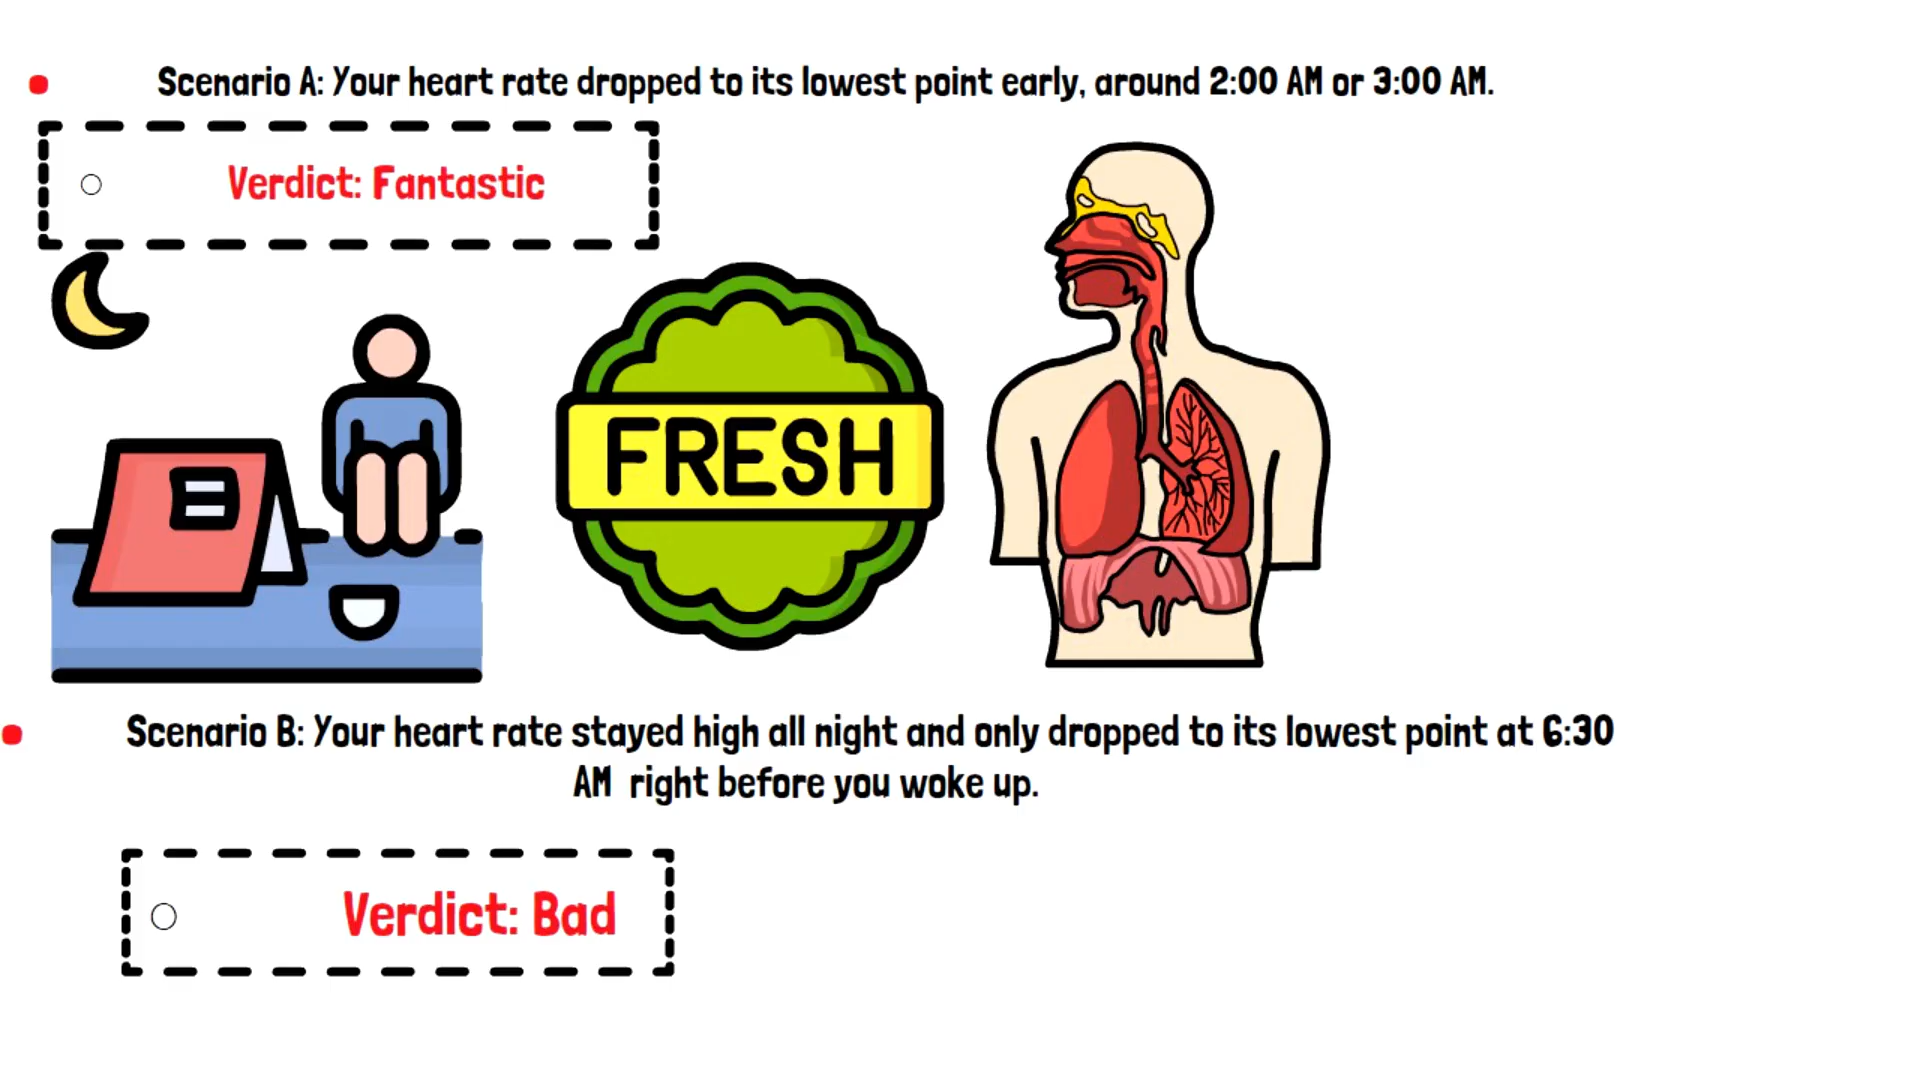 Scenario A: Your heart rate dropped to its lowest point early, around 2:00 AM or 3:00 AM.
Verdict: Fantastic
FRESH
Scenario B: Your heart rate stayed high all night and only dropped to its lowest point at 6:30
AM right before you woke up.
Verdict: Bad